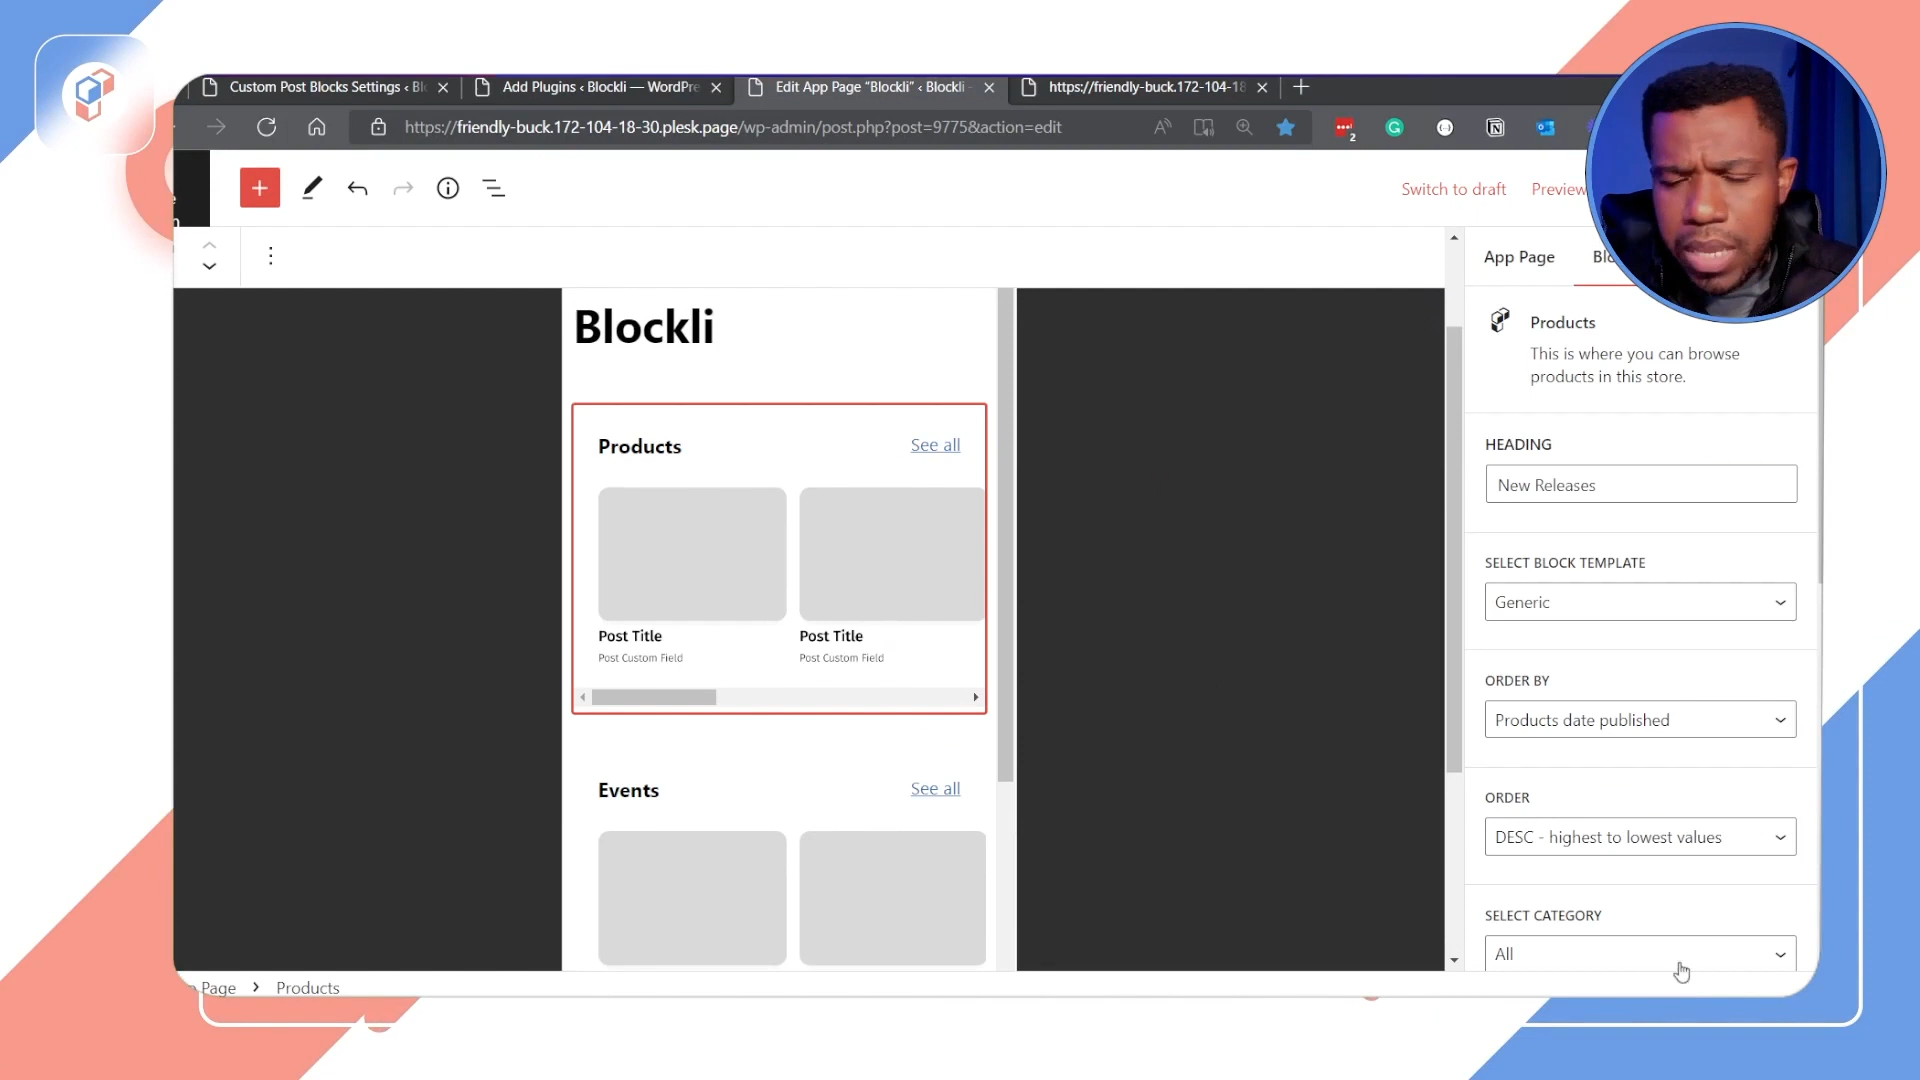 Custom Post Blocks Settings ‹ Bl
Add Plugins ‹ Blockli — WordPre
Edit App Page “Blockli” ‹ Blockli -
https://friendly-buck.172-104-18
https://friendly-buck.172-104-18-30.plesk.page/wp-admin/post.php?post=9775&action=edit
2
Switch to draft
Preview
App Page
Blo
Blockli
Products
This is where you can browse
products in this store.
Products
See all
HEADING
New Releases
SELECT BLOCK TEMPLATE
Generic
Post Title
Post Title
Post Custom Field
Post Custom Field
ORDER BY
Products date published
Events
See all
ORDER
DESC - highest to lowest values
SELECT CATEGORY
All
Page
Products